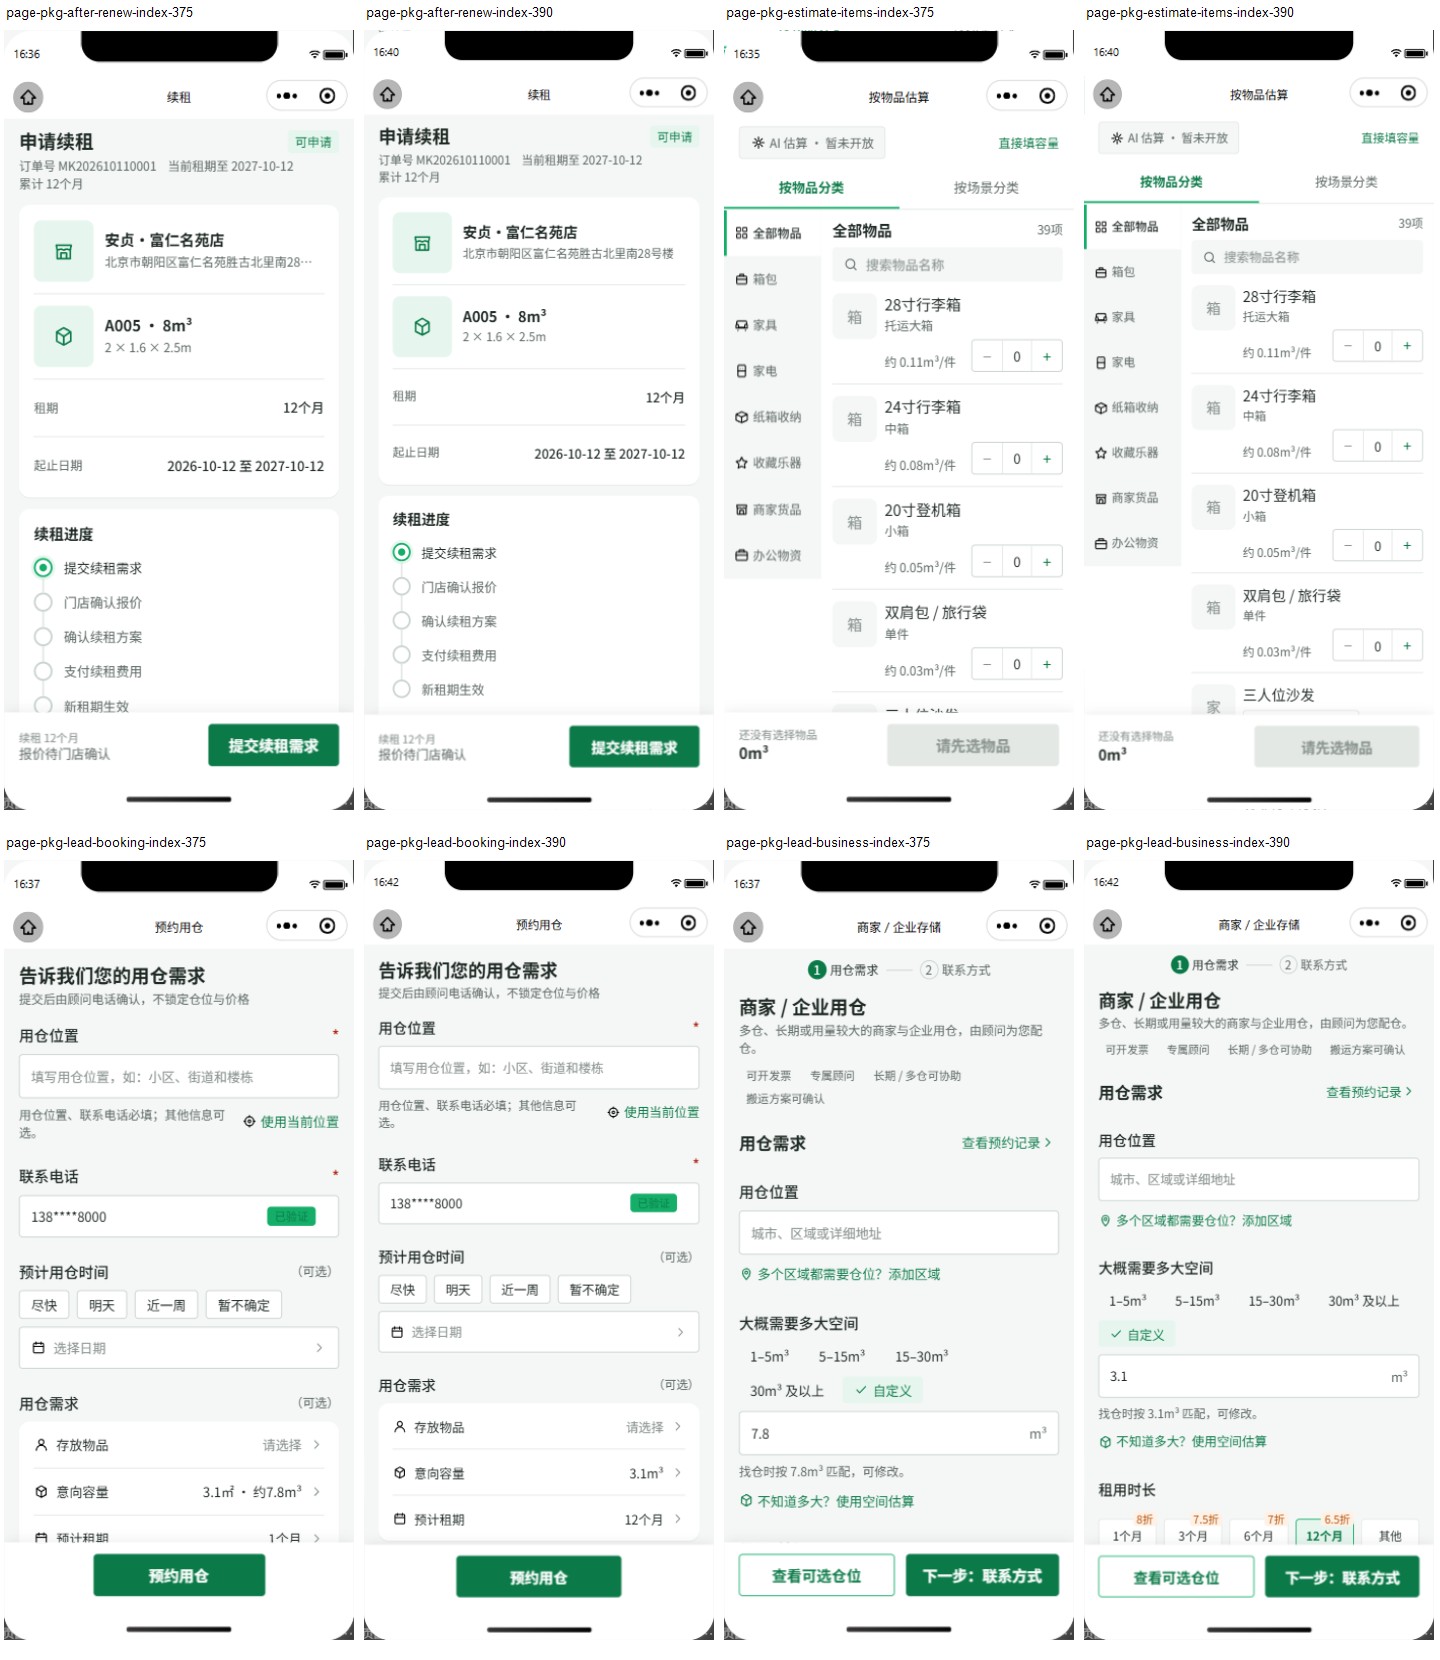 page-pkg-after-renew-index-375
16:36
续租
申请续租
可申请
订单号 MK202610110001 当前租期至 2027-10-12
累计 12个月
安贞・富仁名苑店
北京市朝阳区富仁名苑胜古北里南28…
A005 ・ 8m³
2 × 1.6 × 2.5m
租期
12个月
起止日期
2026-10-12 至 2027-10-12
续租进度
提交续租需求
门店确认报价
确认续租方案
支付续租费用
新租期生效
续租 12个月
报价待门店确认
提交续租需求
page-pkg-after-renew-index-390
16:40
续租
申请续租
可申请
订单号 MK202610110001 当前租期至 2027-10-12
累计 12个月
安贞・富仁名苑店
北京市朝阳区富仁名苑胜古北里南28号楼
A005 ・ 8m³
2 × 1.6 × 2.5m
租期
12个月
起止日期
2026-10-12 至 2027-10-12
续租进度
提交续租需求
门店确认报价
确认续租方案
支付续租费用
新租期生效
续租 12个月
报价待门店确认
提交续租需求
page-pkg-estimate-items-index-375
16:35
按物品估算
AI 估算 ・ 暂未开放
直接填容量
按物品分类
按场景分类
全部物品
箱包
家具
家电
纸箱收纳
收藏乐器
商家货品
办公物资
全部物品
39项
搜索物品名称
箱
28寸行李箱
托运大箱
约 0.11m³/件
− 0 +
箱
24寸行李箱
中箱
约 0.08m³/件
− 0 +
箱
20寸登机箱
小箱
约 0.05m³/件
− 0 +
箱
双肩包 / 旅行袋
单件
约 0.03m³/件
− 0 +
三人位沙发
还没有选择物品
0m³
请先选物品
page-pkg-estimate-items-index-390
16:40
按物品估算
AI 估算 ・ 暂未开放
直接填容量
按物品分类
按场景分类
全部物品
箱包
家具
家电
纸箱收纳
收藏乐器
商家货品
办公物资
全部物品
39项
搜索物品名称
箱
28寸行李箱
托运大箱
约 0.11m³/件
− 0 +
箱
24寸行李箱
中箱
约 0.08m³/件
− 0 +
箱
20寸登机箱
小箱
约 0.05m³/件
− 0 +
箱
双肩包 / 旅行袋
单件
约 0.03m³/件
− 0 +
家
三人位沙发
还没有选择物品
0m³
请先选物品
page-pkg-lead-booking-index-375
16:37
预约用仓
告诉我们您的用仓需求
提交后由顾问电话确认，不锁定仓位与价格
用仓位置
*
填写用仓位置，如：小区、街道和楼栋
用仓位置、联系电话必填；其他信息可选。
使用当前位置
联系电话
*
138****8000
已验证
预计用仓时间
（可选）
尽快
明天
近一周
暂不确定
选择日期
用仓需求
（可选）
存放物品
请选择
意向容量
3.1㎡ ・ 约7.8m³
预计租期
1个月
预约用仓
page-pkg-lead-booking-index-390
16:42
预约用仓
告诉我们您的用仓需求
提交后由顾问电话确认，不锁定仓位与价格
用仓位置
*
填写用仓位置，如：小区、街道和楼栋
用仓位置、联系电话必填；其他信息可选。
使用当前位置
联系电话
*
138****8000
已验证
预计用仓时间
（可选）
尽快
明天
近一周
暂不确定
选择日期
用仓需求
（可选）
存放物品
请选择
意向容量
3.1m³
预计租期
12个月
预约用仓
page-pkg-lead-business-index-375
16:37
商家 / 企业存储
1 用仓需求
2 联系方式
商家 / 企业用仓
多仓、长期或用量较大的商家与企业用仓，由顾问为您配仓。
可开发票
专属顾问
长期 / 多仓可协助
搬运方案可确认
用仓需求
查看预约记录
用仓位置
城市、区域或详细地址
多个区域都需要仓位？添加区域
大概需要多大空间
1–5m³
5–15m³
15–30m³
30m³ 及以上
自定义
7.8
m³
找仓时按 7.8m³ 匹配，可修改。
不知道多大？使用空间估算
查看可选仓位
下一步：联系方式
page-pkg-lead-business-index-390
16:42
商家 / 企业存储
1 用仓需求
2 联系方式
商家 / 企业用仓
多仓、长期或用量较大的商家与企业用仓，由顾问为您配仓。
可开发票
专属顾问
长期 / 多仓可协助
搬运方案可确认
用仓需求
查看预约记录
用仓位置
城市、区域或详细地址
多个区域都需要仓位？添加区域
大概需要多大空间
1–5m³
5–15m³
15–30m³
30m³ 及以上
自定义
3.1
m³
找仓时按 3.1m³ 匹配，可修改。
不知道多大？使用空间估算
租用时长
8折
1个月
7.5折
3个月
7折
6个月
6.5折
12个月
其他
查看可选仓位
下一步：联系方式